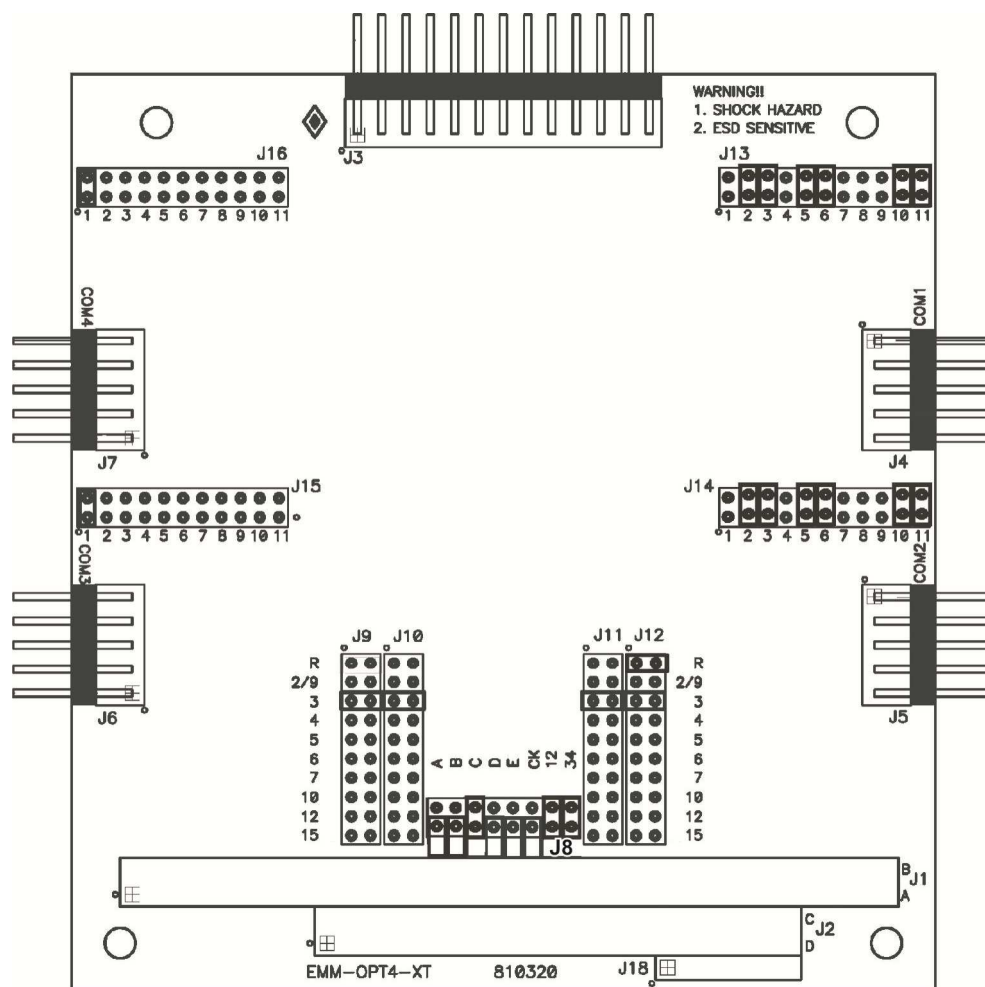 WARNING!!
1. SHOCK HAZARD
2. ESD SENSITIVE
J3
J16
1 2 3 4 5 6 7 8 9 10 11
J13
1 2 3 4 5 6 7 8 9 10 11
COM4
COM1
J7
J4
J15
1 2 3 4 5 6 7 8 9 10 11
J14
1 2 3 4 5 6 7 8 9 10 11
COM3
COM2
J6
J5
J9 J10
J11 J12
R
2/9
3
4
5
6
7
10
12
15
R
2/9
3
4
5
6
7
10
12
15
A B C D E CK 12 34
J8
B
A
J1
C
D
J2
J18
EMM-OPT4-XT 810320